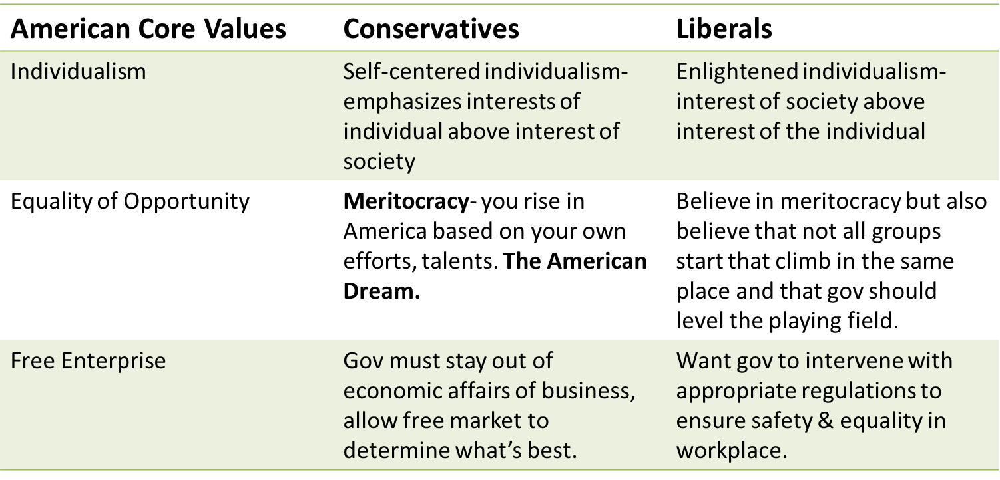 American Core Values
Conservatives
Liberals
Individualism
Self-centered individualism-
emphasizes interests of
individual above interest of
society
Enlightened individualism-
interest of society above
interest of the individual
Equality of Opportunity
Meritocracy- you rise in
America based on your own
efforts, talents. The American
Dream.
Believe in meritocracy but also
believe that not all groups
start that climb in the same
place and that gov should
level the playing field.
Free Enterprise
Gov must stay out of
economic affairs of business,
allow free market to
determine what’s best.
Want gov to intervene with
appropriate regulations to
ensure safety & equality in
workplace.